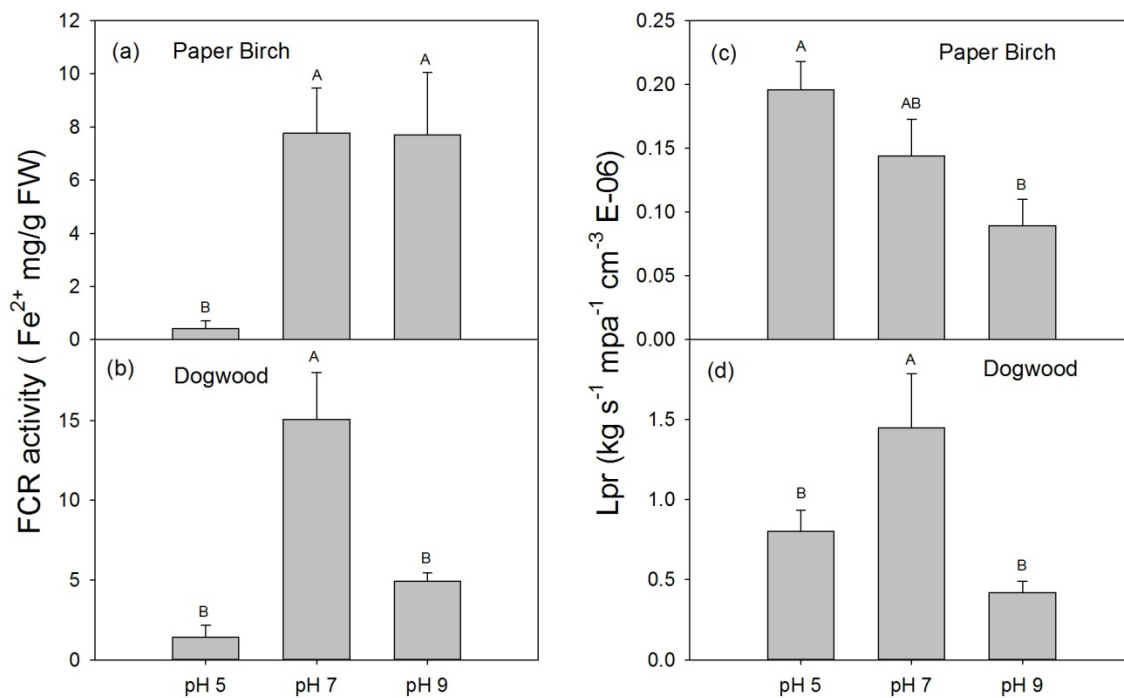 FCR activity ( Fe²⁺ mg/g FW)
12
10
8
6
4
2
0
(a) Paper Birch
B
A
A
15
10
5
0
(b) Dogwood
B
A
B
pH 5 pH 7 pH 9
Lpr (kg s⁻¹ mpa⁻¹ cm⁻³ E-06)
0.25
0.20
0.15
0.10
0.05
0.00
(c) Paper Birch
A
AB
B
1.5
1.0
0.5
0.0
(d) Dogwood
B
A
B
pH 5 pH 7 pH 9